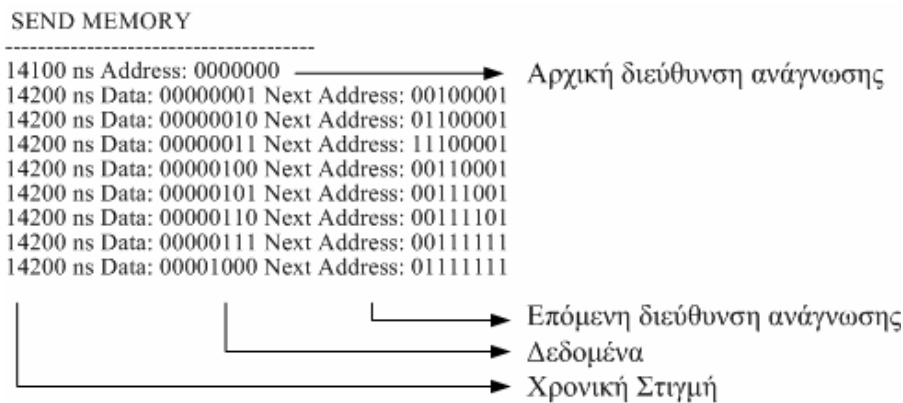 SEND MEMORY
--------------------------------------
14100 ns Address: 0000000 Αρχική διεύθυνση ανάγνωσης
14200 ns Data: 00000001 Next Address: 00100001
14200 ns Data: 00000010 Next Address: 01100001
14200 ns Data: 00000011 Next Address: 11100001
14200 ns Data: 00000100 Next Address: 00110001
14200 ns Data: 00000101 Next Address: 00111001
14200 ns Data: 00000110 Next Address: 00111101
14200 ns Data: 00000111 Next Address: 00111111
14200 ns Data: 00001000 Next Address: 01111111
Επόμενη διεύθυνση ανάγνωσης
Δεδομένα
Χρονική Στιγμή